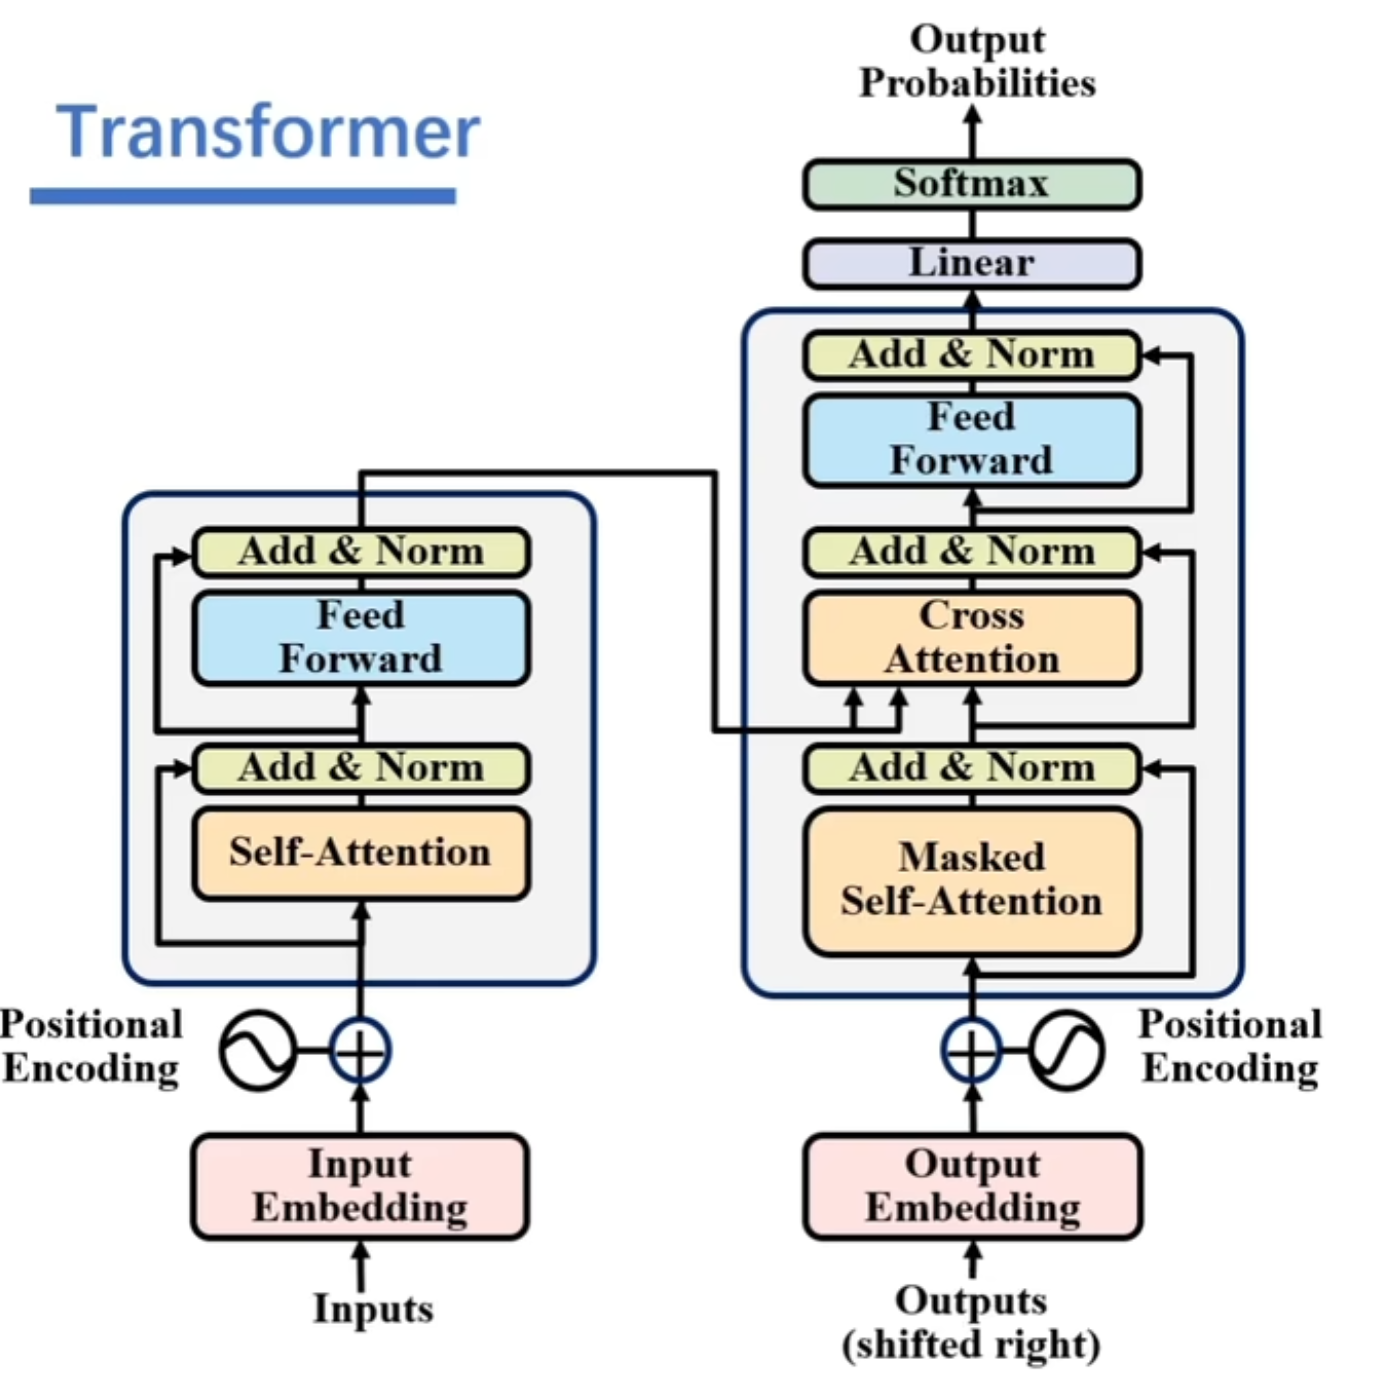 Transformer
Output
Probabilities
Softmax
Linear
Add & Norm
Feed
Forward
Add & Norm
Cross
Attention
Add & Norm
Masked
Self-Attention
Positional
Encoding
Output
Embedding
Outputs
(shifted right)
Add & Norm
Feed
Forward
Add & Norm
Self-Attention
Positional
Encoding
Input
Embedding
Inputs